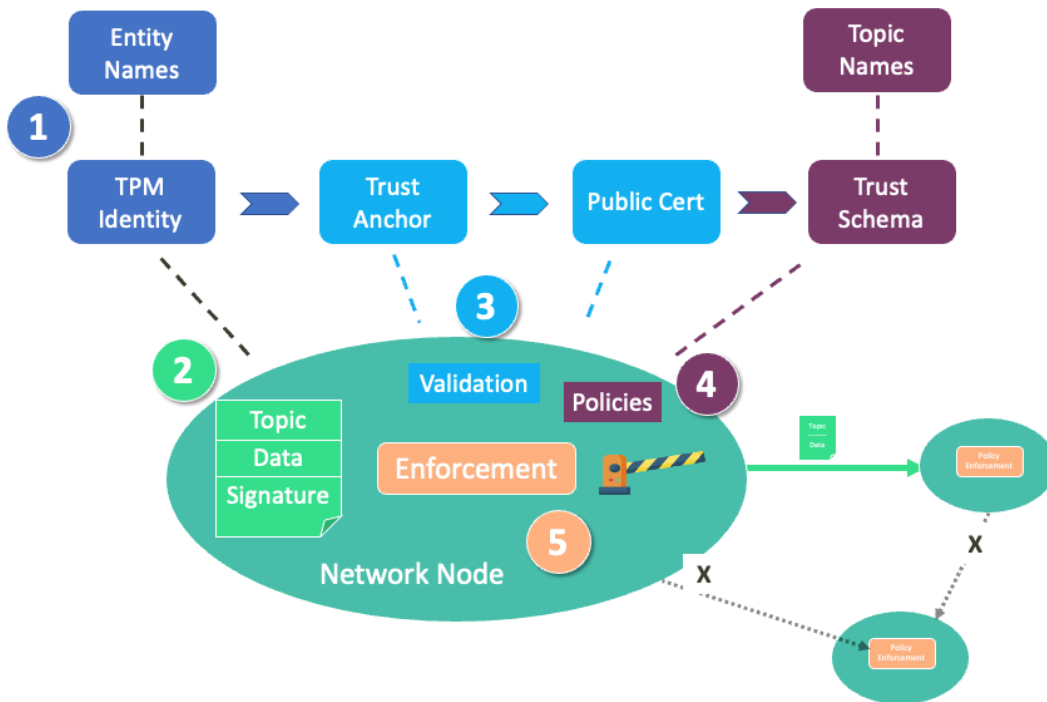 Entity
Names
Topic
Names
1
TPM
Identity
Trust
Anchor
Public Cert
Trust
Schema
3
2
4
Validation
Policies
Topic
Data
Signature
Enforcement
5
Network Node
Topic
Data
Policy
Enforcement
X
X
Policy
Enforcement